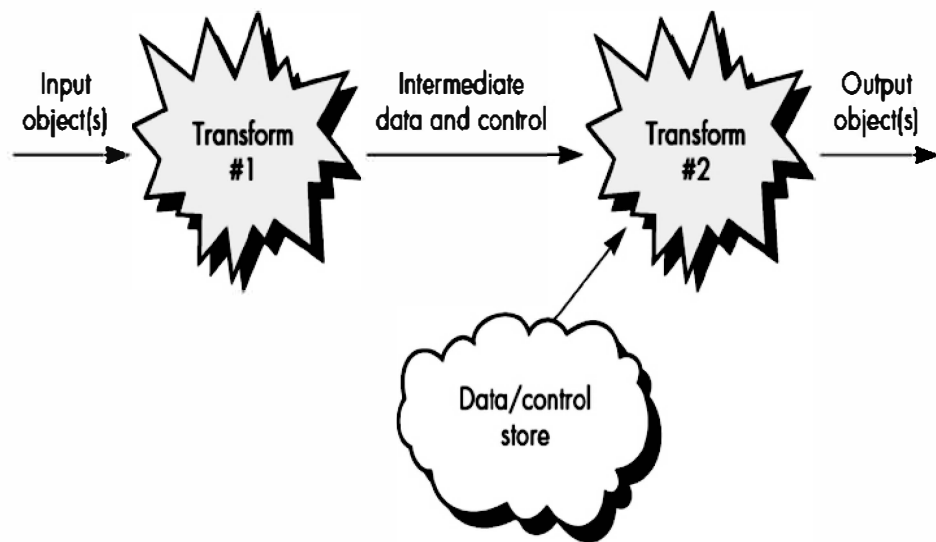 Input
object(s)
Transform
#1
Intermediate
data and control
Transform
#2
Output
object(s)
Data/control
store